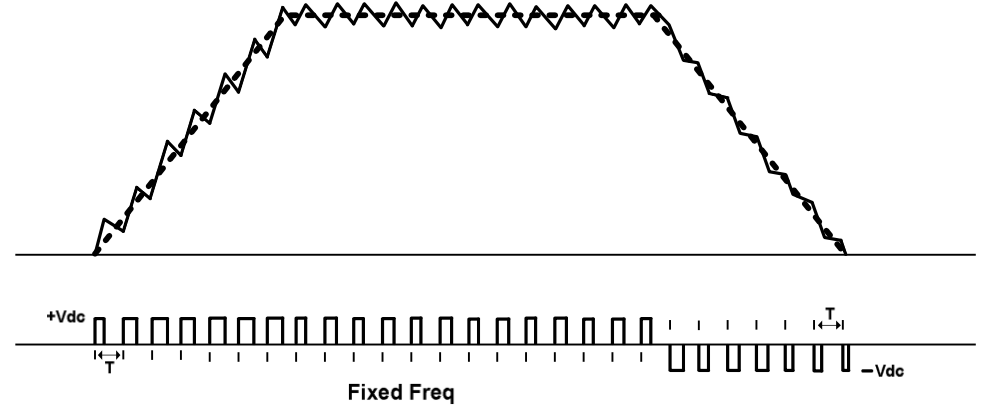 +Vdc
T
T
–Vdc
Fixed Freq